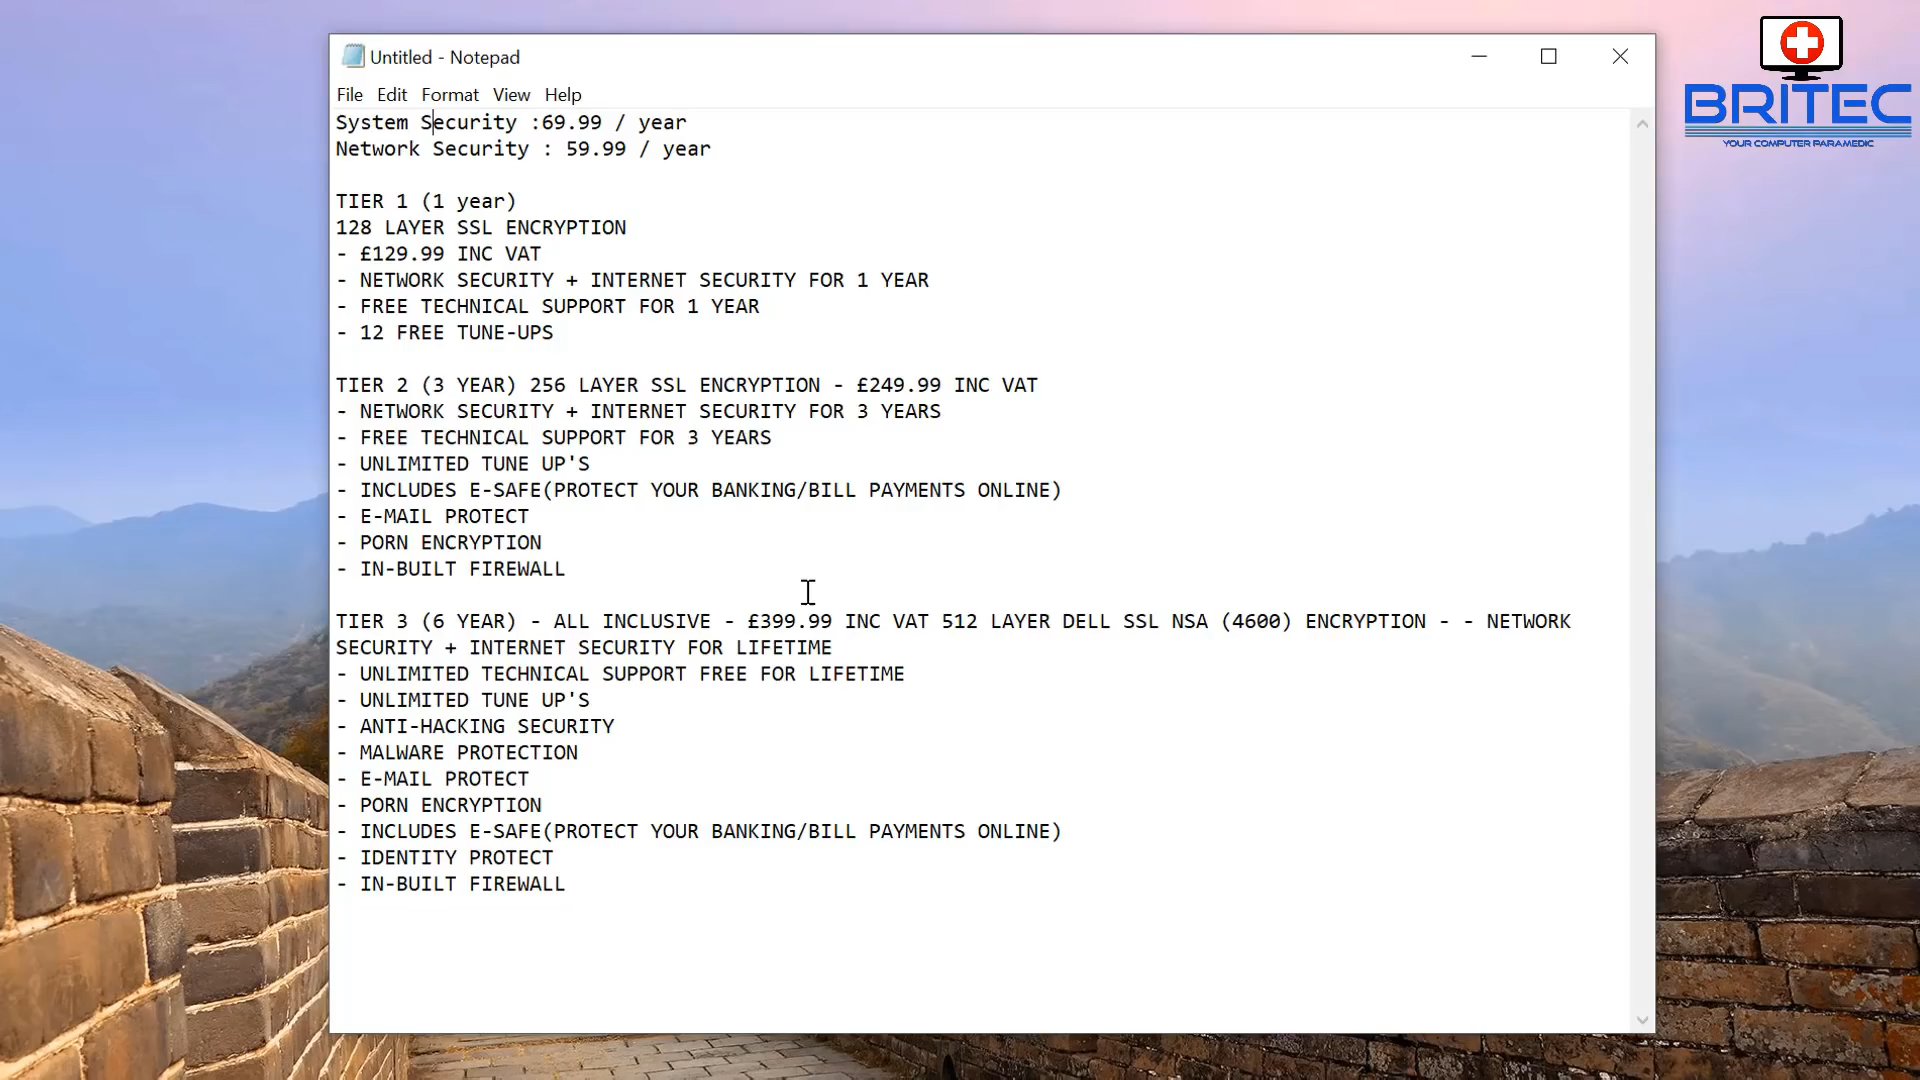 Untitled - Notepad
File Edit Format View Help
System Security :69.99 / year
Network Security : 59.99 / year
TIER 1 (1 year)
128 LAYER SSL ENCRYPTION
- £129.99 INC VAT
- NETWORK SECURITY + INTERNET SECURITY FOR 1 YEAR
- FREE TECHNICAL SUPPORT FOR 1 YEAR
- 12 FREE TUNE-UPS
TIER 2 (3 YEAR) 256 LAYER SSL ENCRYPTION - £249.99 INC VAT
- NETWORK SECURITY + INTERNET SECURITY FOR 3 YEARS
- FREE TECHNICAL SUPPORT FOR 3 YEARS
- UNLIMITED TUNE UP'S
- INCLUDES E-SAFE(PROTECT YOUR BANKING/BILL PAYMENTS ONLINE)
- E-MAIL PROTECT
- PORN ENCRYPTION
- IN-BUILT FIREWALL
TIER 3 (6 YEAR) - ALL INCLUSIVE - £399.99 INC VAT 512 LAYER DELL SSL NSA (4600) ENCRYPTION - - NETWORK
SECURITY + INTERNET SECURITY FOR LIFETIME
- UNLIMITED TECHNICAL SUPPORT FREE FOR LIFETIME
- UNLIMITED TUNE UP'S
- ANTI-HACKING SECURITY
- MALWARE PROTECTION
- E-MAIL PROTECT
- PORN ENCRYPTION
- INCLUDES E-SAFE(PROTECT YOUR BANKING/BILL PAYMENTS ONLINE)
- IDENTITY PROTECT
- IN-BUILT FIREWALL
BRITEC
YOUR COMPUTER PARAMEDIC